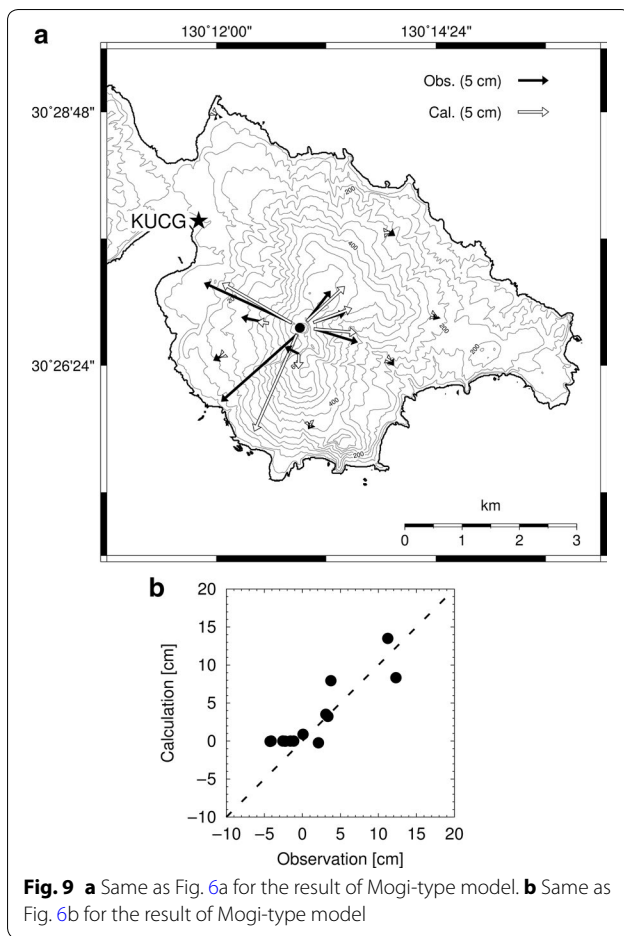 a
130˚12'00" 130˚14'24"
Obs. (5 cm)
Cal. (5 cm)
30˚28'48"
KUCG
30˚26'24"
200
400
200
200
400
200
km
0 1 2 3
b
20
15
10
5
0
−5
−10
Calculation [cm]
−10 −5 0 5 10 15 20
Observation [cm]
Fig. 9 a Same as Fig. 6a for the result of Mogi-type model. b Same as
Fig. 6b for the result of Mogi-type model